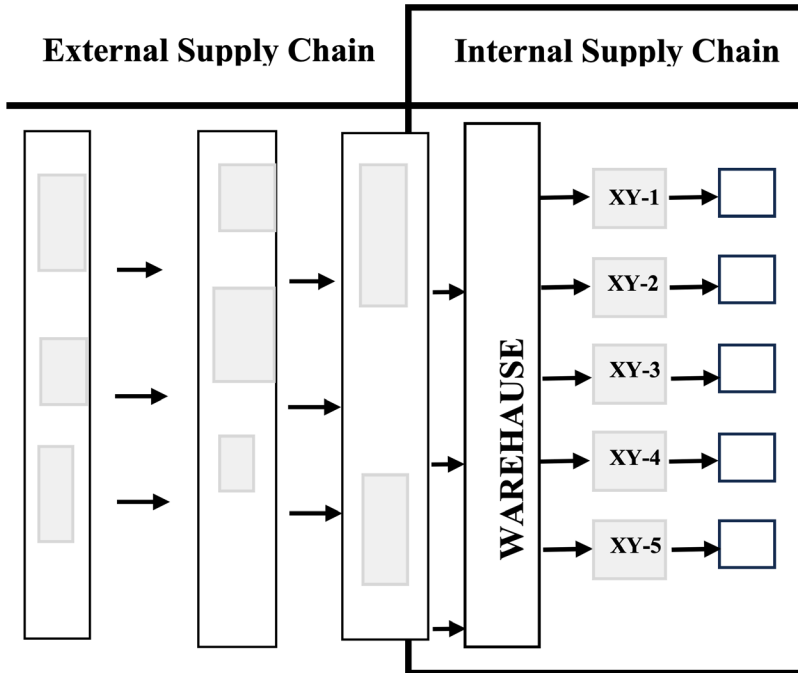 External Supply Chain
Internal Supply Chain
WAREHAUSE
XY-1
XY-2
XY-3
XY-4
XY-5